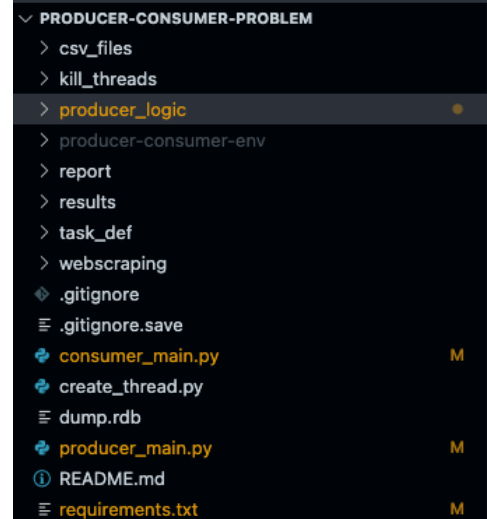 PRODUCER-CONSUMER-PROBLEM
csv_files
kill_threads
producer_logic
producer-consumer-env
report
results
task_def
webscraping
.gitignore
.gitignore.save
consumer_main.py M
create_thread.py
dump.rdb
producer_main.py M
README.md
requirements.txt M